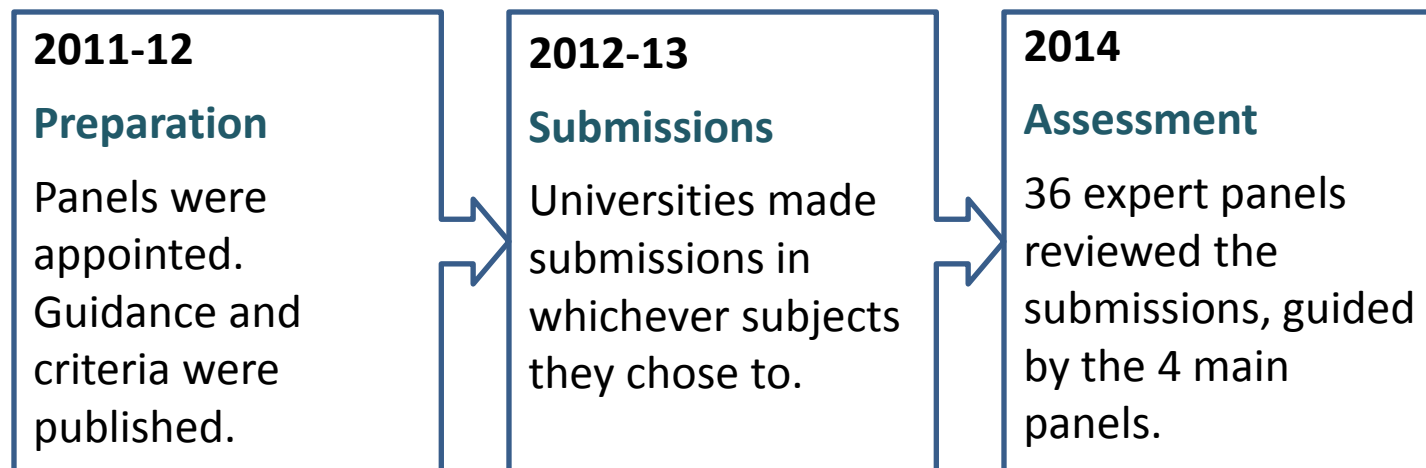 2011-12
Preparation
Panels were
appointed.
Guidance and
criteria were
published.
2012-13
Submissions
Universities made
submissions in
whichever subjects
they chose to.
2014
Assessment
36 expert panels
reviewed the
submissions, guided
by the 4 main
panels.